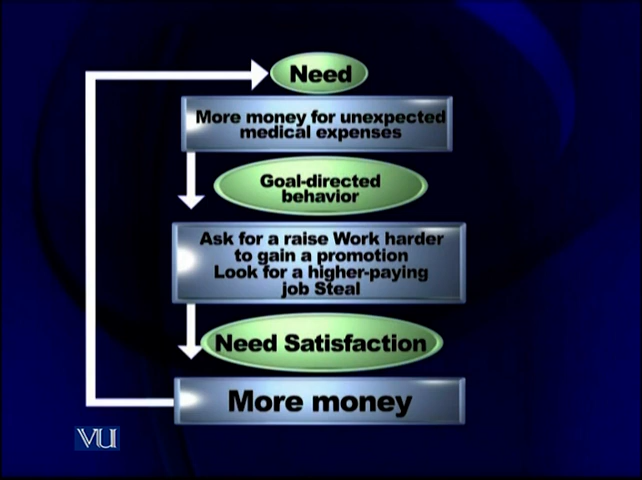 Need
More money for unexpected
medical expenses
Goal-directed
behavior
Ask for a raise Work harder
to gain a promotion
Look for a higher-paying
job Steal
Need Satisfaction
More money
VU